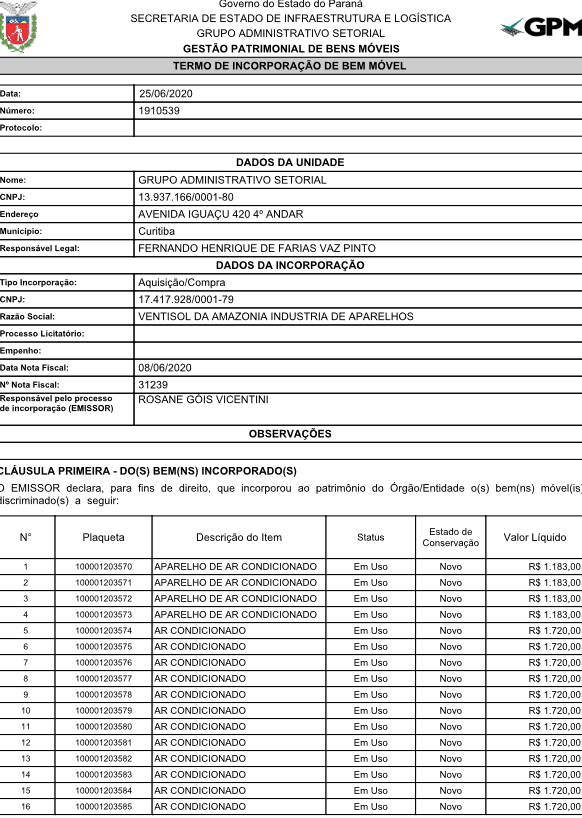 Governo do Estado do Paraná
SECRETARIA DE ESTADO DE INFRAESTRUTURA E LOGÍSTICA
GRUPO ADMINISTRATIVO SETORIAL
GESTÃO PATRIMONIAL DE BENS MÓVEIS
GPM
TERMO DE INCORPORAÇÃO DE BEM MÓVEL
Data: 25/06/2020
Número: 1910539
Protocolo:
DADOS DA UNIDADE
Nome: GRUPO ADMINISTRATIVO SETORIAL
CNPJ: 13.937.166/0001-80
Endereço AVENIDA IGUAÇU 420 4º ANDAR
Município: Curitiba
Responsável Legal: FERNANDO HENRIQUE DE FARIAS VAZ PINTO
DADOS DA INCORPORAÇÃO
Tipo Incorporação: Aquisição/Compra
CNPJ: 17.417.928/0001-79
Razão Social: VENTISOL DA AMAZONIA INDUSTRIA DE APARELHOS
Processo Licitatório:
Empenho:
Data Nota Fiscal: 08/06/2020
Nº Nota Fiscal: 31239
Responsável pelo processo ROSANE GÓIS VICENTINI
de incorporação (EMISSOR)
OBSERVAÇÕES
CLÁUSULA PRIMEIRA - DO(S) BEM(NS) INCORPORADO(S)
O EMISSOR declara, para fins de direito, que incorporou ao patrimônio do Órgão/Entidade o(s) bem(ns) móvel(is)
discriminado(s) a seguir:
N° Plaqueta Descrição do Item Status Estado de Conservação Valor Líquido
1 100001203570 APARELHO DE AR CONDICIONADO Em Uso Novo R$ 1.183,00
2 100001203571 APARELHO DE AR CONDICIONADO Em Uso Novo R$ 1.183,00
3 100001203572 APARELHO DE AR CONDICIONADO Em Uso Novo R$ 1.183,00
4 100001203573 APARELHO DE AR CONDICIONADO Em Uso Novo R$ 1.183,00
5 100001203574 AR CONDICIONADO Em Uso Novo R$ 1.720,00
6 100001203575 AR CONDICIONADO Em Uso Novo R$ 1.720,00
7 100001203576 AR CONDICIONADO Em Uso Novo R$ 1.720,00
8 100001203577 AR CONDICIONADO Em Uso Novo R$ 1.720,00
9 100001203578 AR CONDICIONADO Em Uso Novo R$ 1.720,00
10 100001203579 AR CONDICIONADO Em Uso Novo R$ 1.720,00
11 100001203580 AR CONDICIONADO Em Uso Novo R$ 1.720,00
12 100001203581 AR CONDICIONADO Em Uso Novo R$ 1.720,00
13 100001203582 AR CONDICIONADO Em Uso Novo R$ 1.720,00
14 100001203583 AR CONDICIONADO Em Uso Novo R$ 1.720,00
15 100001203584 AR CONDICIONADO Em Uso Novo R$ 1.720,00
16 100001203585 AR CONDICIONADO Em Uso Novo R$ 1.720,00